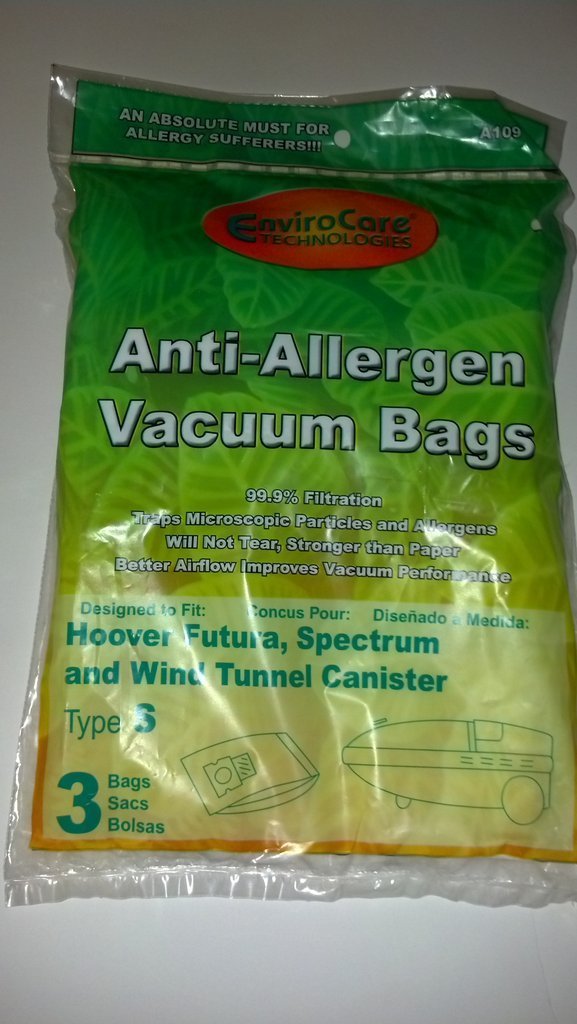 AN ABSOLUTE MUST FOR
ALLERGY SUFFERERS!!!
A109
EnviroCare®
TECHNOLOGIES
Anti-Allergen
Vacuum Bags
99.9% Filtration
Traps Microscopic Particles and Allergens
Will Not Tear, Stronger than Paper
Better Airflow Improves Vacuum Performance
Designed to Fit: Concus Pour: Diseñado a Medida:
Hoover Futura, Spectrum
and Wind Tunnel Canister
Type S
3 Bags
Sacs
Bolsas